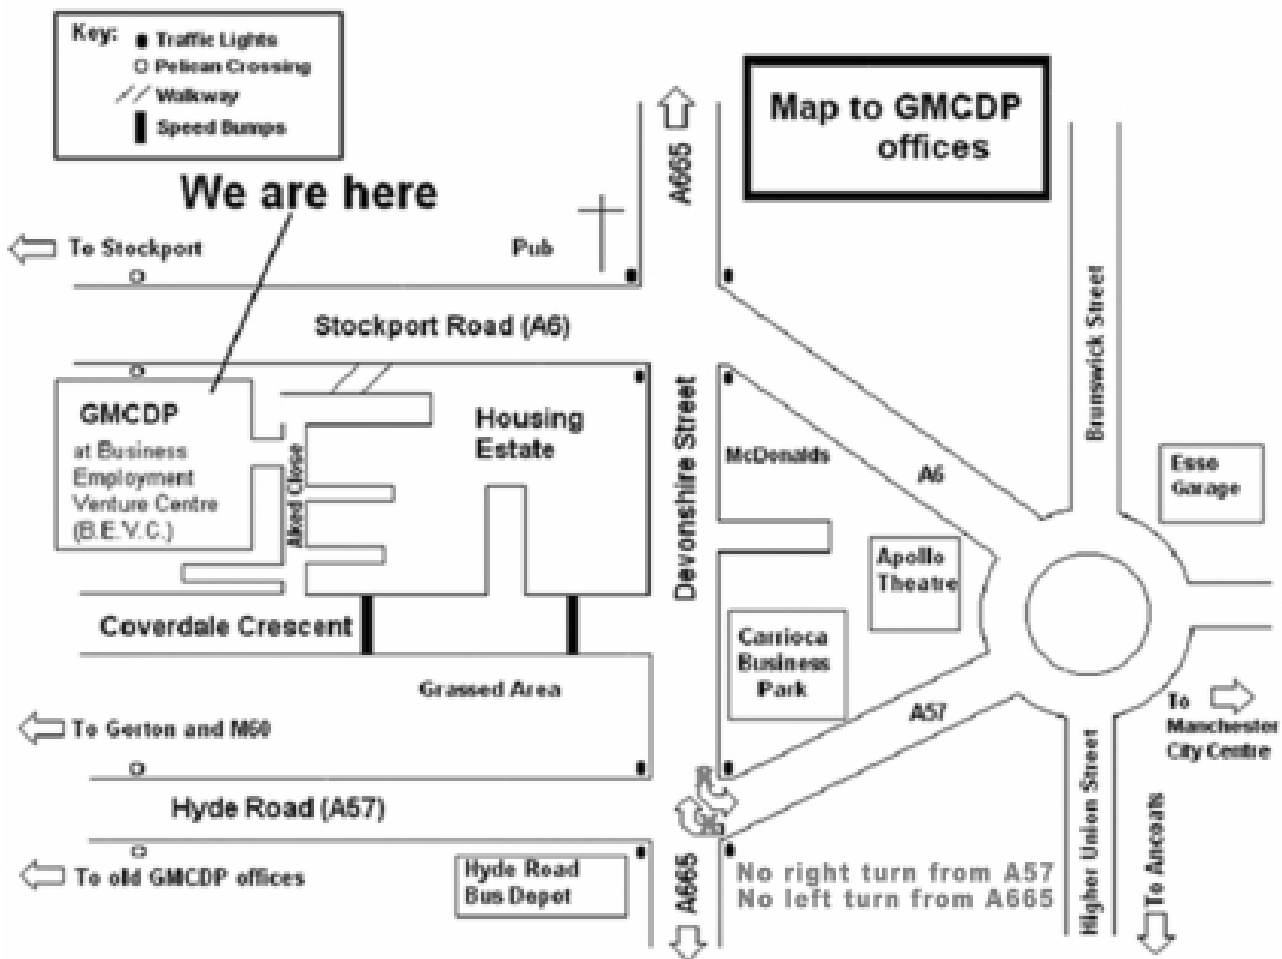 Key:
Traffic Lights
Pelican Crossing
Walkway
Speed Bumps
Map to GMCDP
offices
We are here
A665
To Stockport
Pub
Stockport Road (A6)
Brunswick Street
GMCDP
at Business
Employment
Venture Centre
(B.E.V.C.)
Housing
Estate
Devonshire Street
McDonalds
A6
Esso
Garage
Close
Apollo
Theatre
Coverdale Crescent
Carrioca
Business
Park
Grassed Area
A57
To
Manchester
City Centre
To Gorton and M60
Hyde Road (A57)
Higher Union Street
To Ancoats
To old GMCDP offices
Hyde Road
Bus Depot
A665
No right turn from A57
No left turn from A665